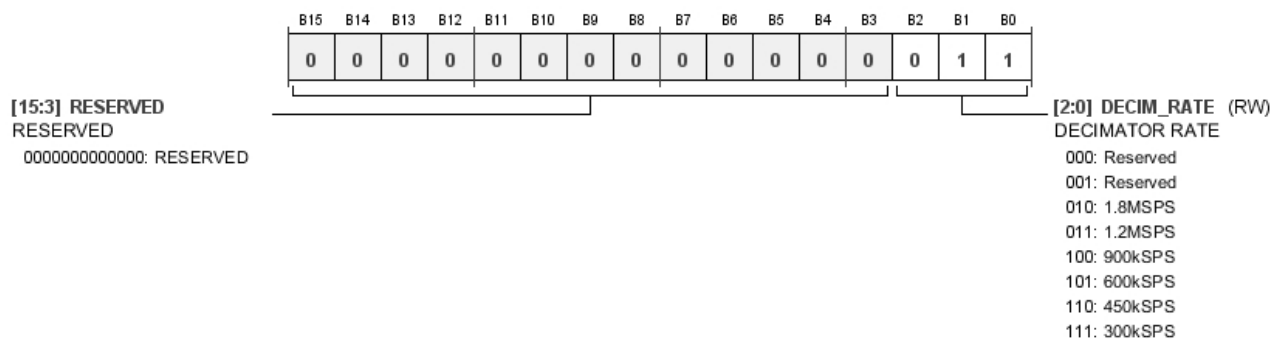 B15 B14 B13 B12 B11 B10 B9 B8 B7 B6 B5 B4 B3 B2 B1 B0
0 0 0 0 0 0 0 0 0 0 0 0 0 0 1 1
[15:3] RESERVED
RESERVED
0000000000000: RESERVED
[2:0] DECIM_RATE (RW)
DECIMATOR RATE
000: Reserved
001: Reserved
010: 1.8MSPS
011: 1.2MSPS
100: 900kSPS
101: 600kSPS
110: 450kSPS
111: 300kSPS